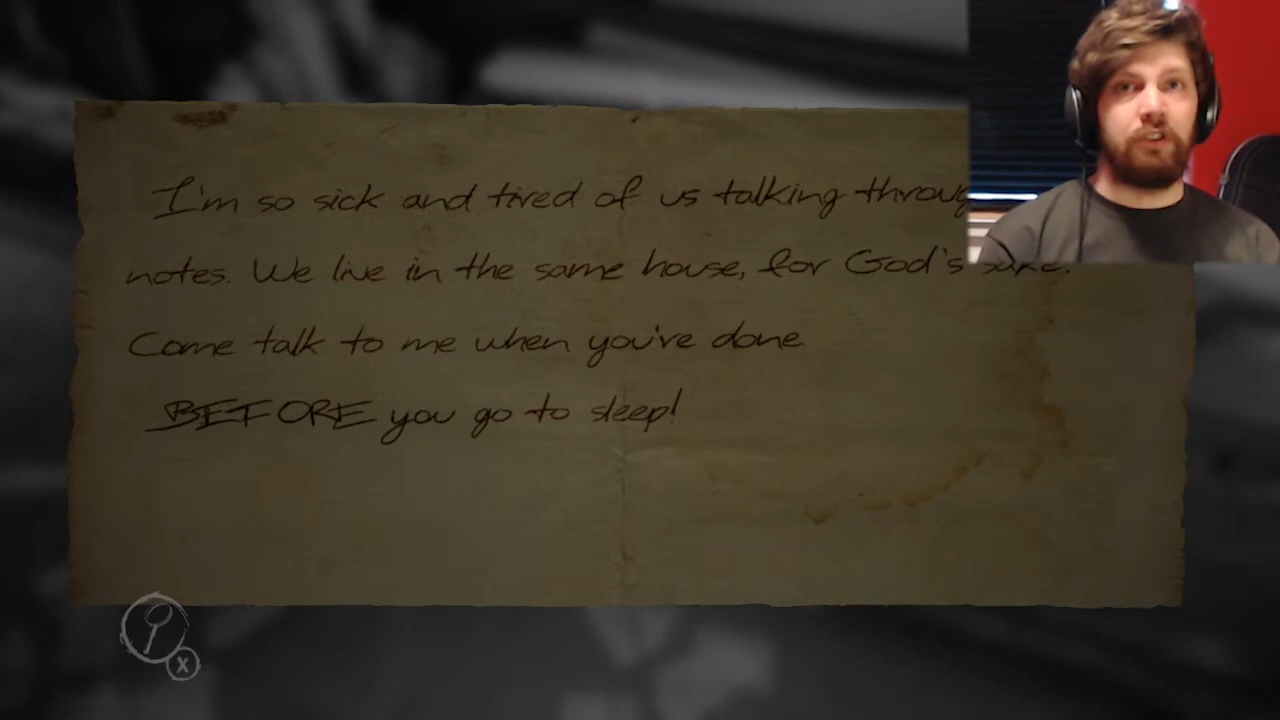 I'm so sick and tired of us talking throug
notes. We live in the same house, for God's
Come talk to me when you're done.
BEFORE you go to sleep!
X